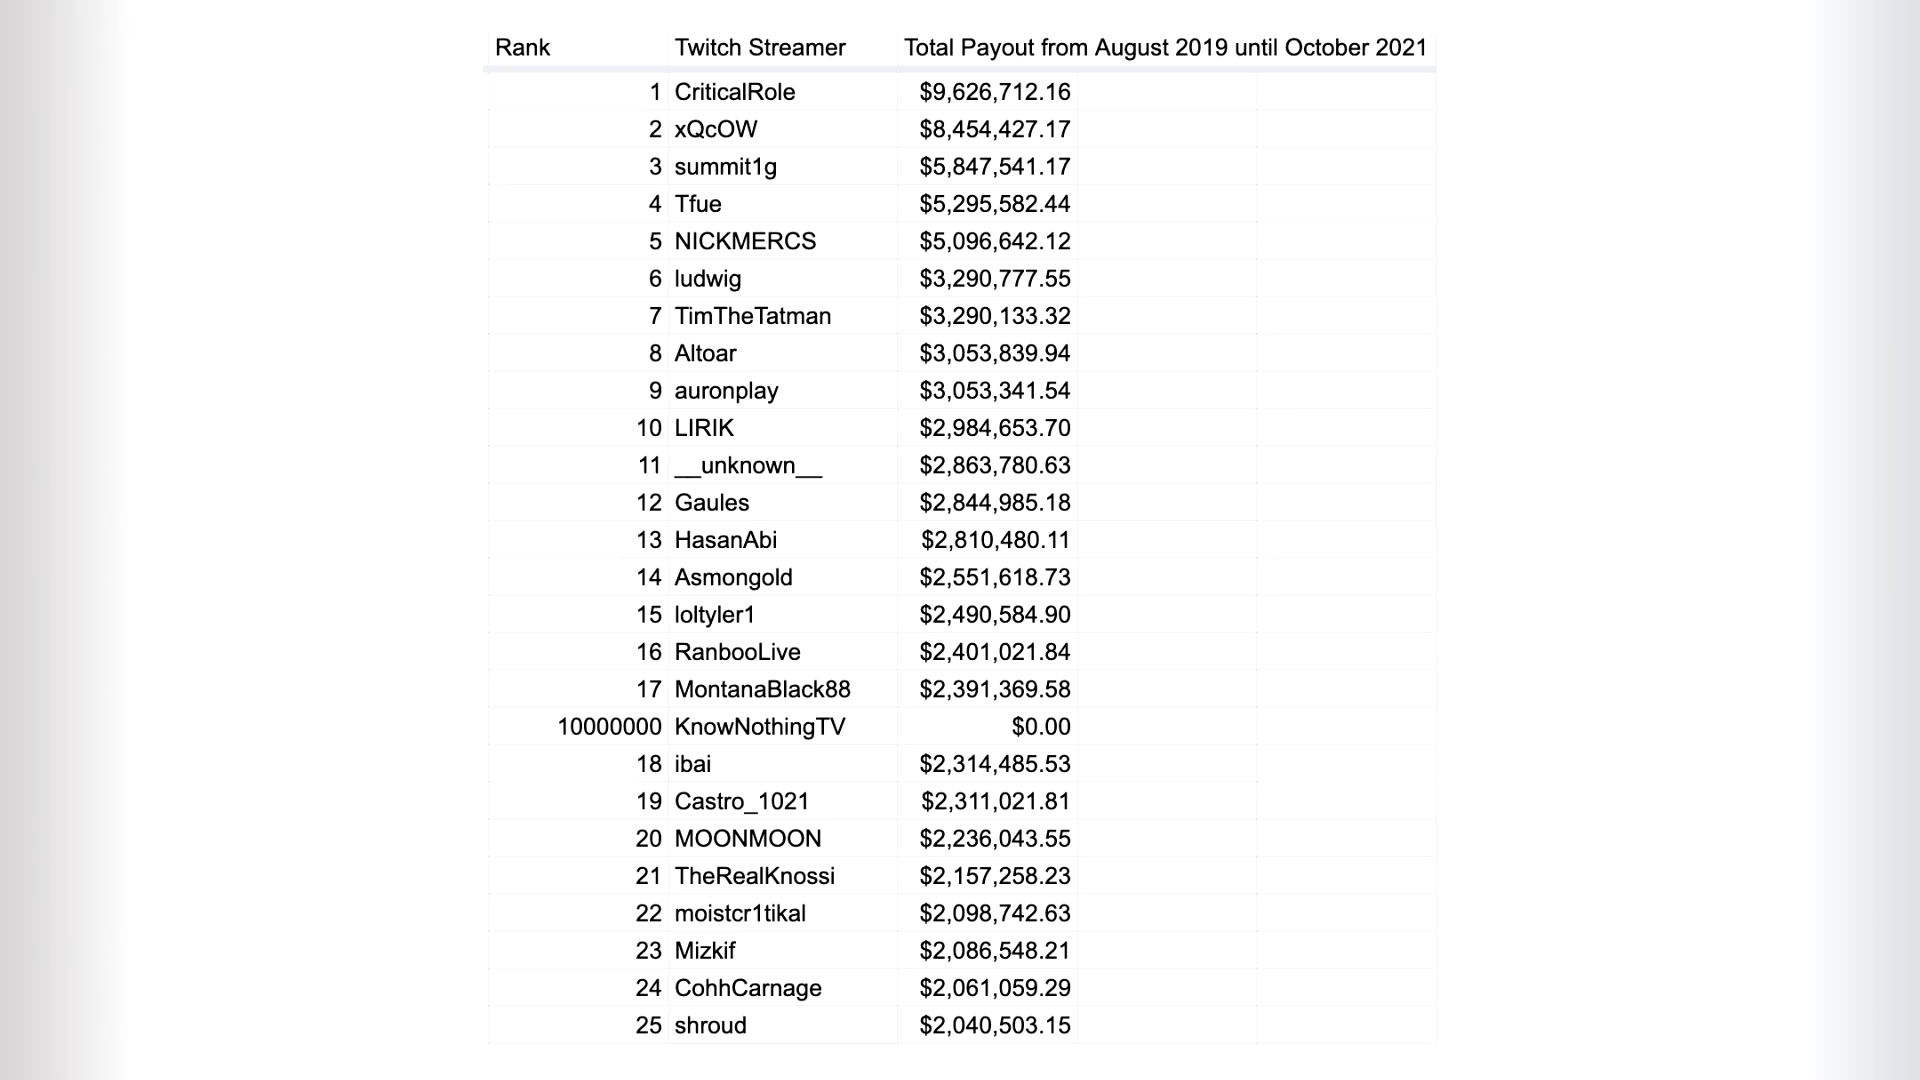 Rank Twitch Streamer Total Payout from August 2019 until October 2021
1 CriticalRole $9,626,712.16
2 xQcOW $8,454,427.17
3 summit1g $5,847,541.17
4 Tfue $5,295,582.44
5 NICKMERCS $5,096,642.12
6 ludwig $3,290,777.55
7 TimTheTatman $3,290,133.32
8 Altoar $3,053,839.94
9 auronplay $3,053,341.54
10 LIRIK $2,984,653.70
11 __unknown__ $2,863,780.63
12 Gaules $2,844,985.18
13 HasanAbi $2,810,480.11
14 Asmongold $2,551,618.73
15 loltyler1 $2,490,584.90
16 RanbooLive $2,401,021.84
17 MontanaBlack88 $2,391,369.58
10000000 KnowNothingTV $0.00
18 ibai $2,314,485.53
19 Castro_1021 $2,311,021.81
20 MOONMOON $2,236,043.55
21 TheRealKnossi $2,157,258.23
22 moistcr1tikal $2,098,742.63
23 Mizkif $2,086,548.21
24 CohhCarnage $2,061,059.29
25 shroud $2,040,503.15